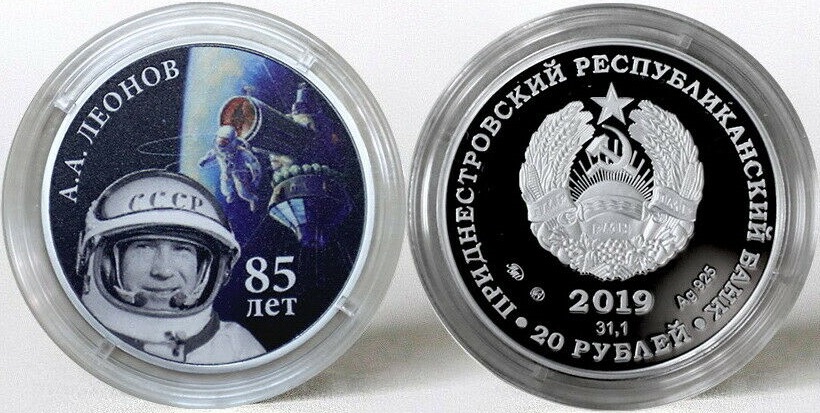 А.А. ЛЕОНОВ
СССР
85
лет
ПРИДНЕСТРОВСКИЙ РЕСПУБЛИКАНСКИЙ БАНК
2019
Ag 925
31,1
• 20 РУБЛЕЙ •